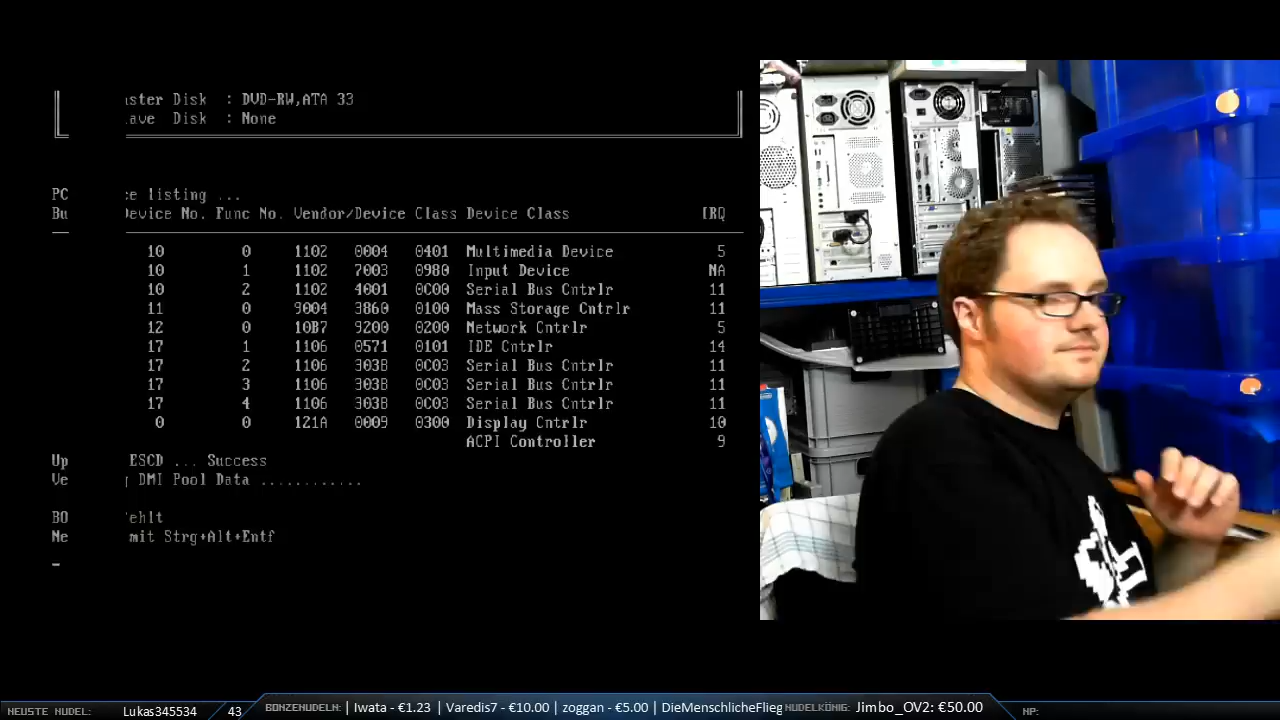 ster Disk : DVD-RW,ATA 33
ave Disk : None
PC ce listing ...
Bu Device No. Func No. Vendor/Device Class Device Class IRQ
10 0 1102 0004 0401 Multimedia Device 5
10 1 1102 7003 0980 Input Device NA
10 2 1102 4001 0C00 Serial Bus Cntrlr 11
11 0 9004 3860 0100 Mass Storage Cntrlr 11
12 0 10B7 9200 0200 Network Cntrlr 5
17 1 1106 0571 0101 IDE Cntrlr 14
17 2 1106 3038 0C03 Serial Bus Cntrlr 11
17 3 1106 3038 0C03 Serial Bus Cntrlr 11
17 4 1106 3038 0C03 Serial Bus Cntrlr 11
0 0 121A 0009 0300 Display Cntrlr 10
ACPI Controller 9
Up ESCD ... Success
Ve DMI Pool Data ............
BO ehlt
Ne mit Strg+Alt+Entf
-
NEUSTE NUDEL: Lukas345534 43 BONZENNUDELN: | Iwata - €1.23 | Varedis7 - €10.00 | zoggan - €5.00 | DieMenschlicheFlieg NUDELKÖNIG: Jimbo_OV2: €50.00 HP: